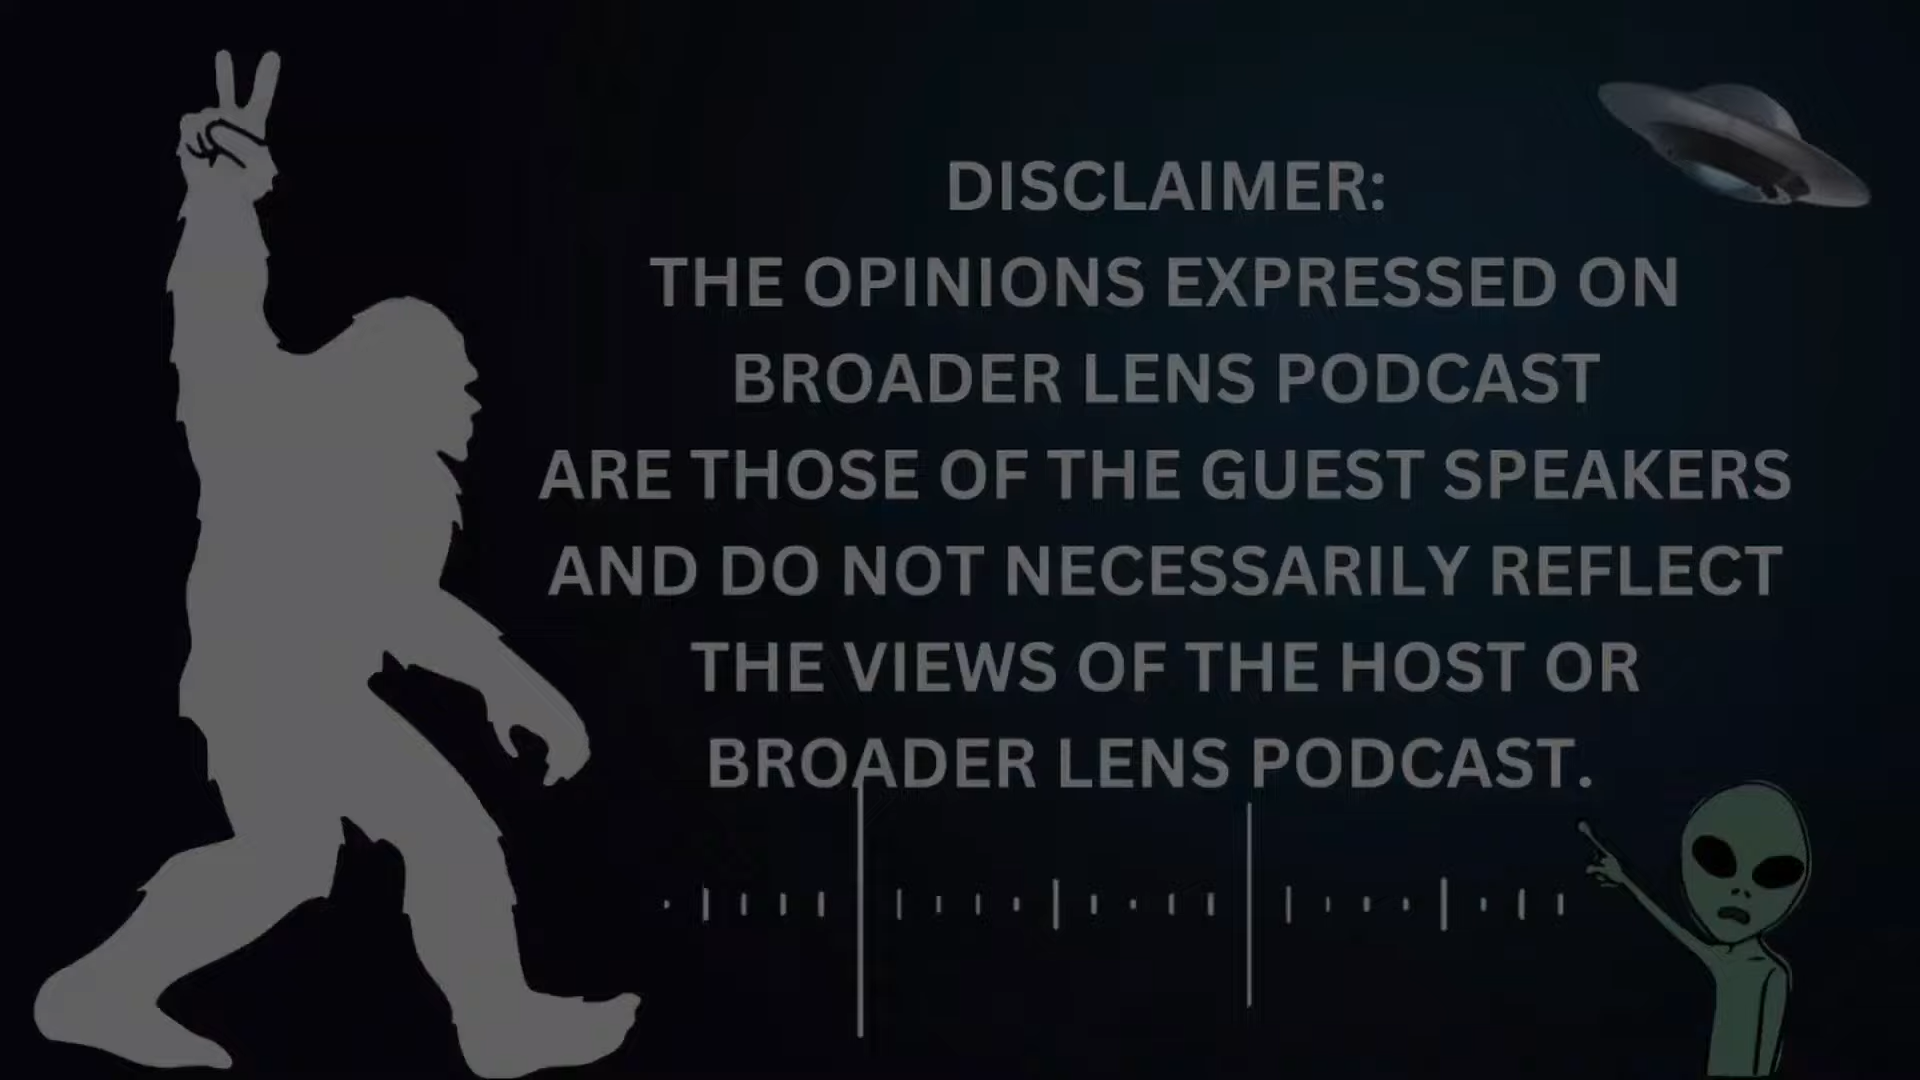 DISCLAIMER:
THE OPINIONS EXPRESSED ON
BROADER LENS PODCAST
ARE THOSE OF THE GUEST SPEAKERS
AND DO NOT NECESSARILY REFLECT
THE VIEWS OF THE HOST OR
BROADER LENS PODCAST.